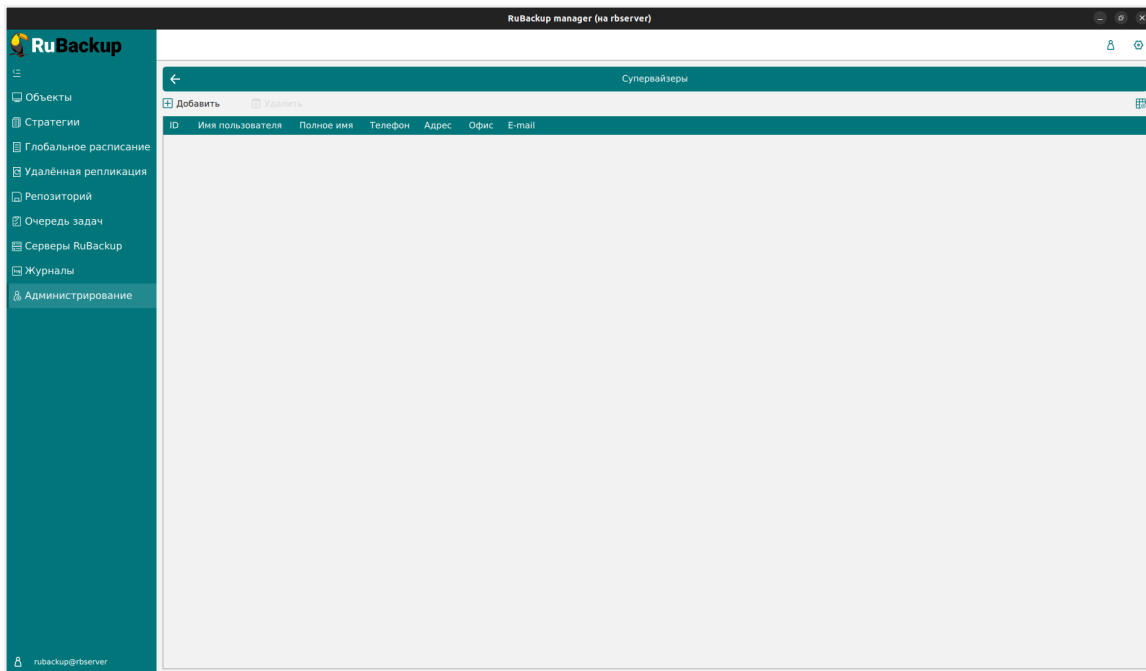 RuBackup manager (на rbserver)
RuBackup
Объекты
Стратегии
Глобальное расписание
Удалённая репликация
Репозиторий
Очередь задач
Серверы RuBackup
Журналы
Администрирование
rubackup@rbserver
Супервайзеры
Добавить Удалить
ID Имя пользователя Полное имя Телефон Адрес Офис E-mail